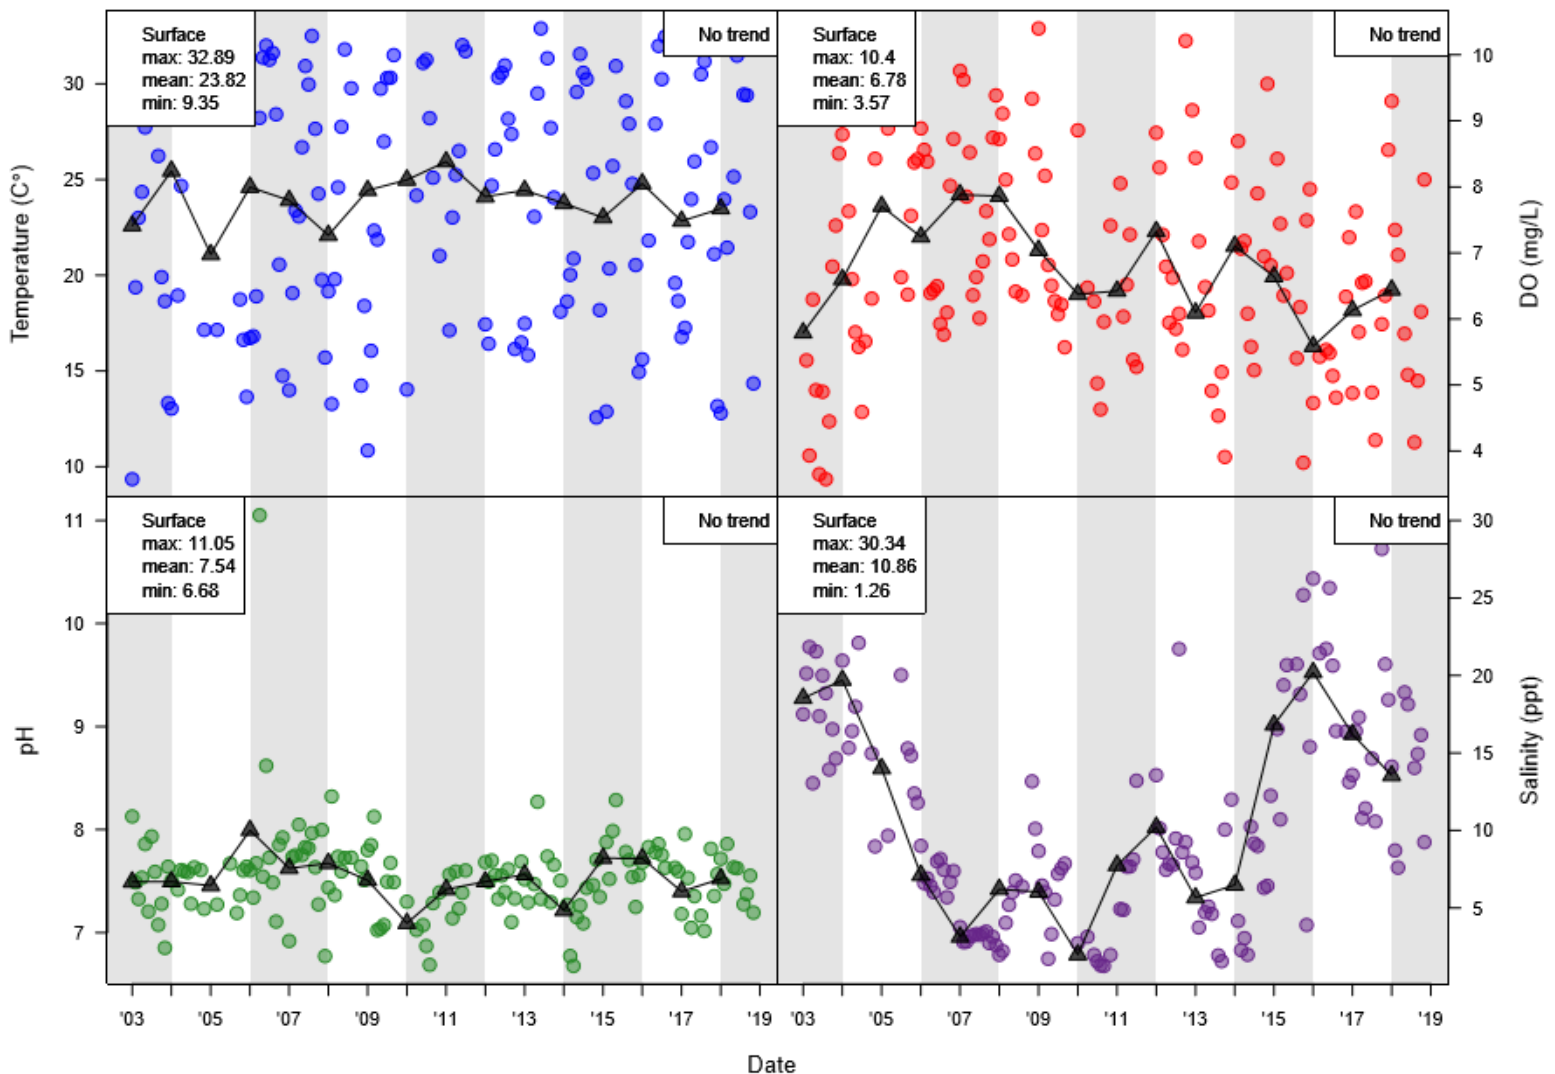 Surface
max: 32.89
mean: 23.82
min: 9.35
No trend
Surface
max: 10.4
mean: 6.78
min: 3.57
No trend
30
25
20
15
10
Temperature (C°)
10
9
8
7
6
5
4
DO (mg/L)
Surface
max: 11.05
mean: 7.54
min: 6.68
No trend
Surface
max: 30.34
mean: 10.86
min: 1.26
No trend
11
10
9
8
7
pH
30
25
20
15
10
5
Salinity (ppt)
'03 '05 '07 '09 '11 '13 '15 '17 '19
'03 '05 '07 '09 '11 '13 '15 '17 '19
Date